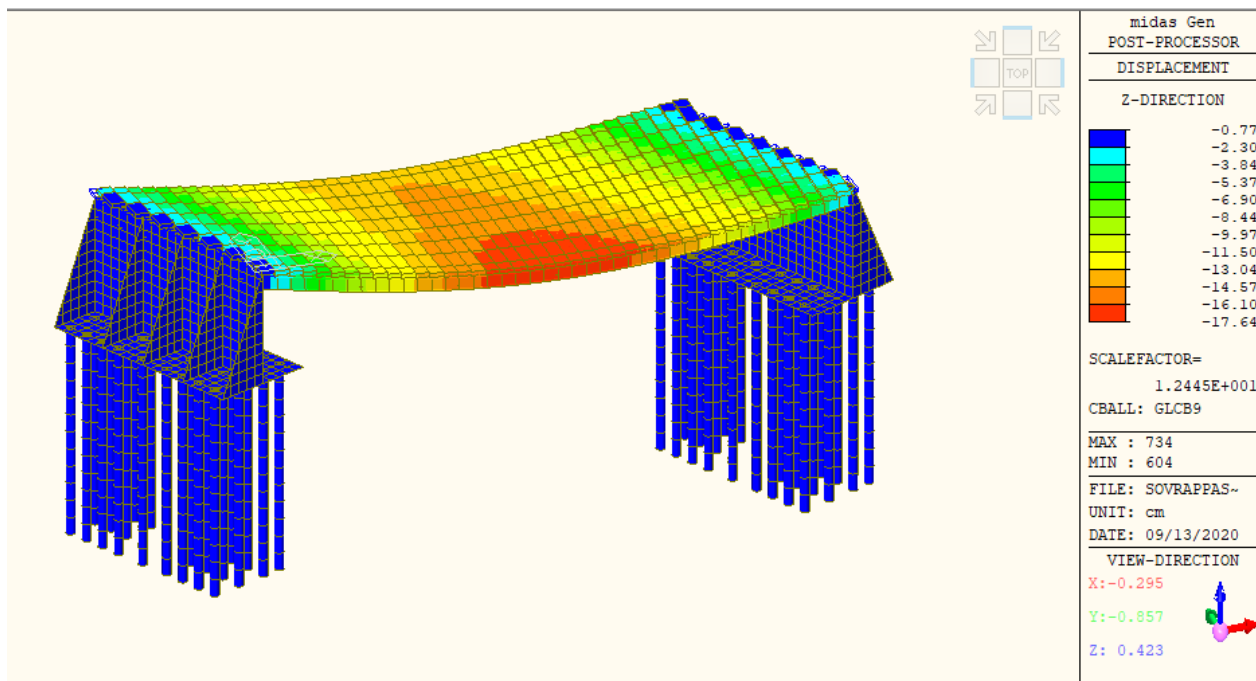 TOP
midas Gen
POST-PROCESSOR
DISPLACEMENT
Z-DIRECTION
-0.77
-2.30
-3.84
-5.37
-6.90
-8.44
-9.97
-11.50
-13.04
-14.57
-16.10
-17.64
SCALEFACTOR=
1.2445E+001
CBALL: GLCB9
MAX : 734
MIN : 604
FILE: SOVRAPPAS~
UNIT: cm
DATE: 09/13/2020
VIEW-DIRECTION
X:-0.295
Y:-0.857
Z: 0.423